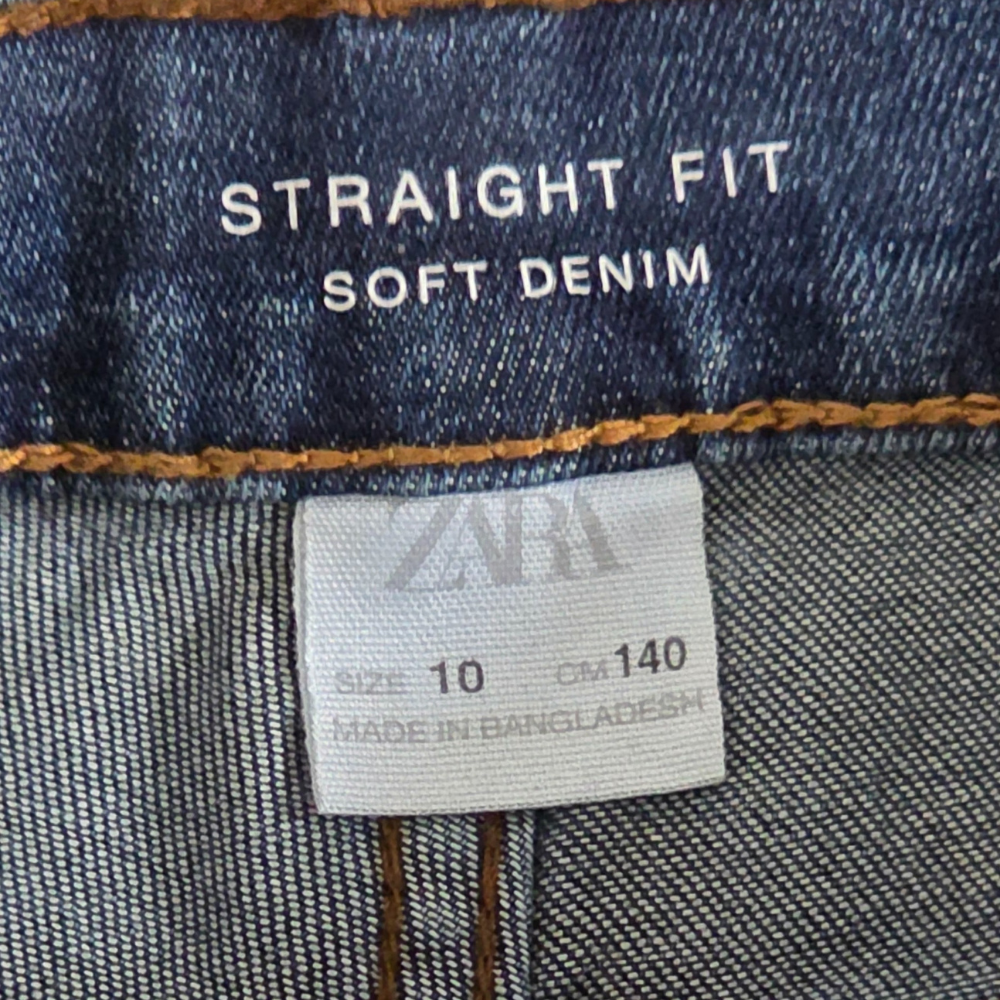 STRAIGHT FIT
SOFT DENIM
ZARA
SIZE 10 CM 140
MADE IN BANGLADESH